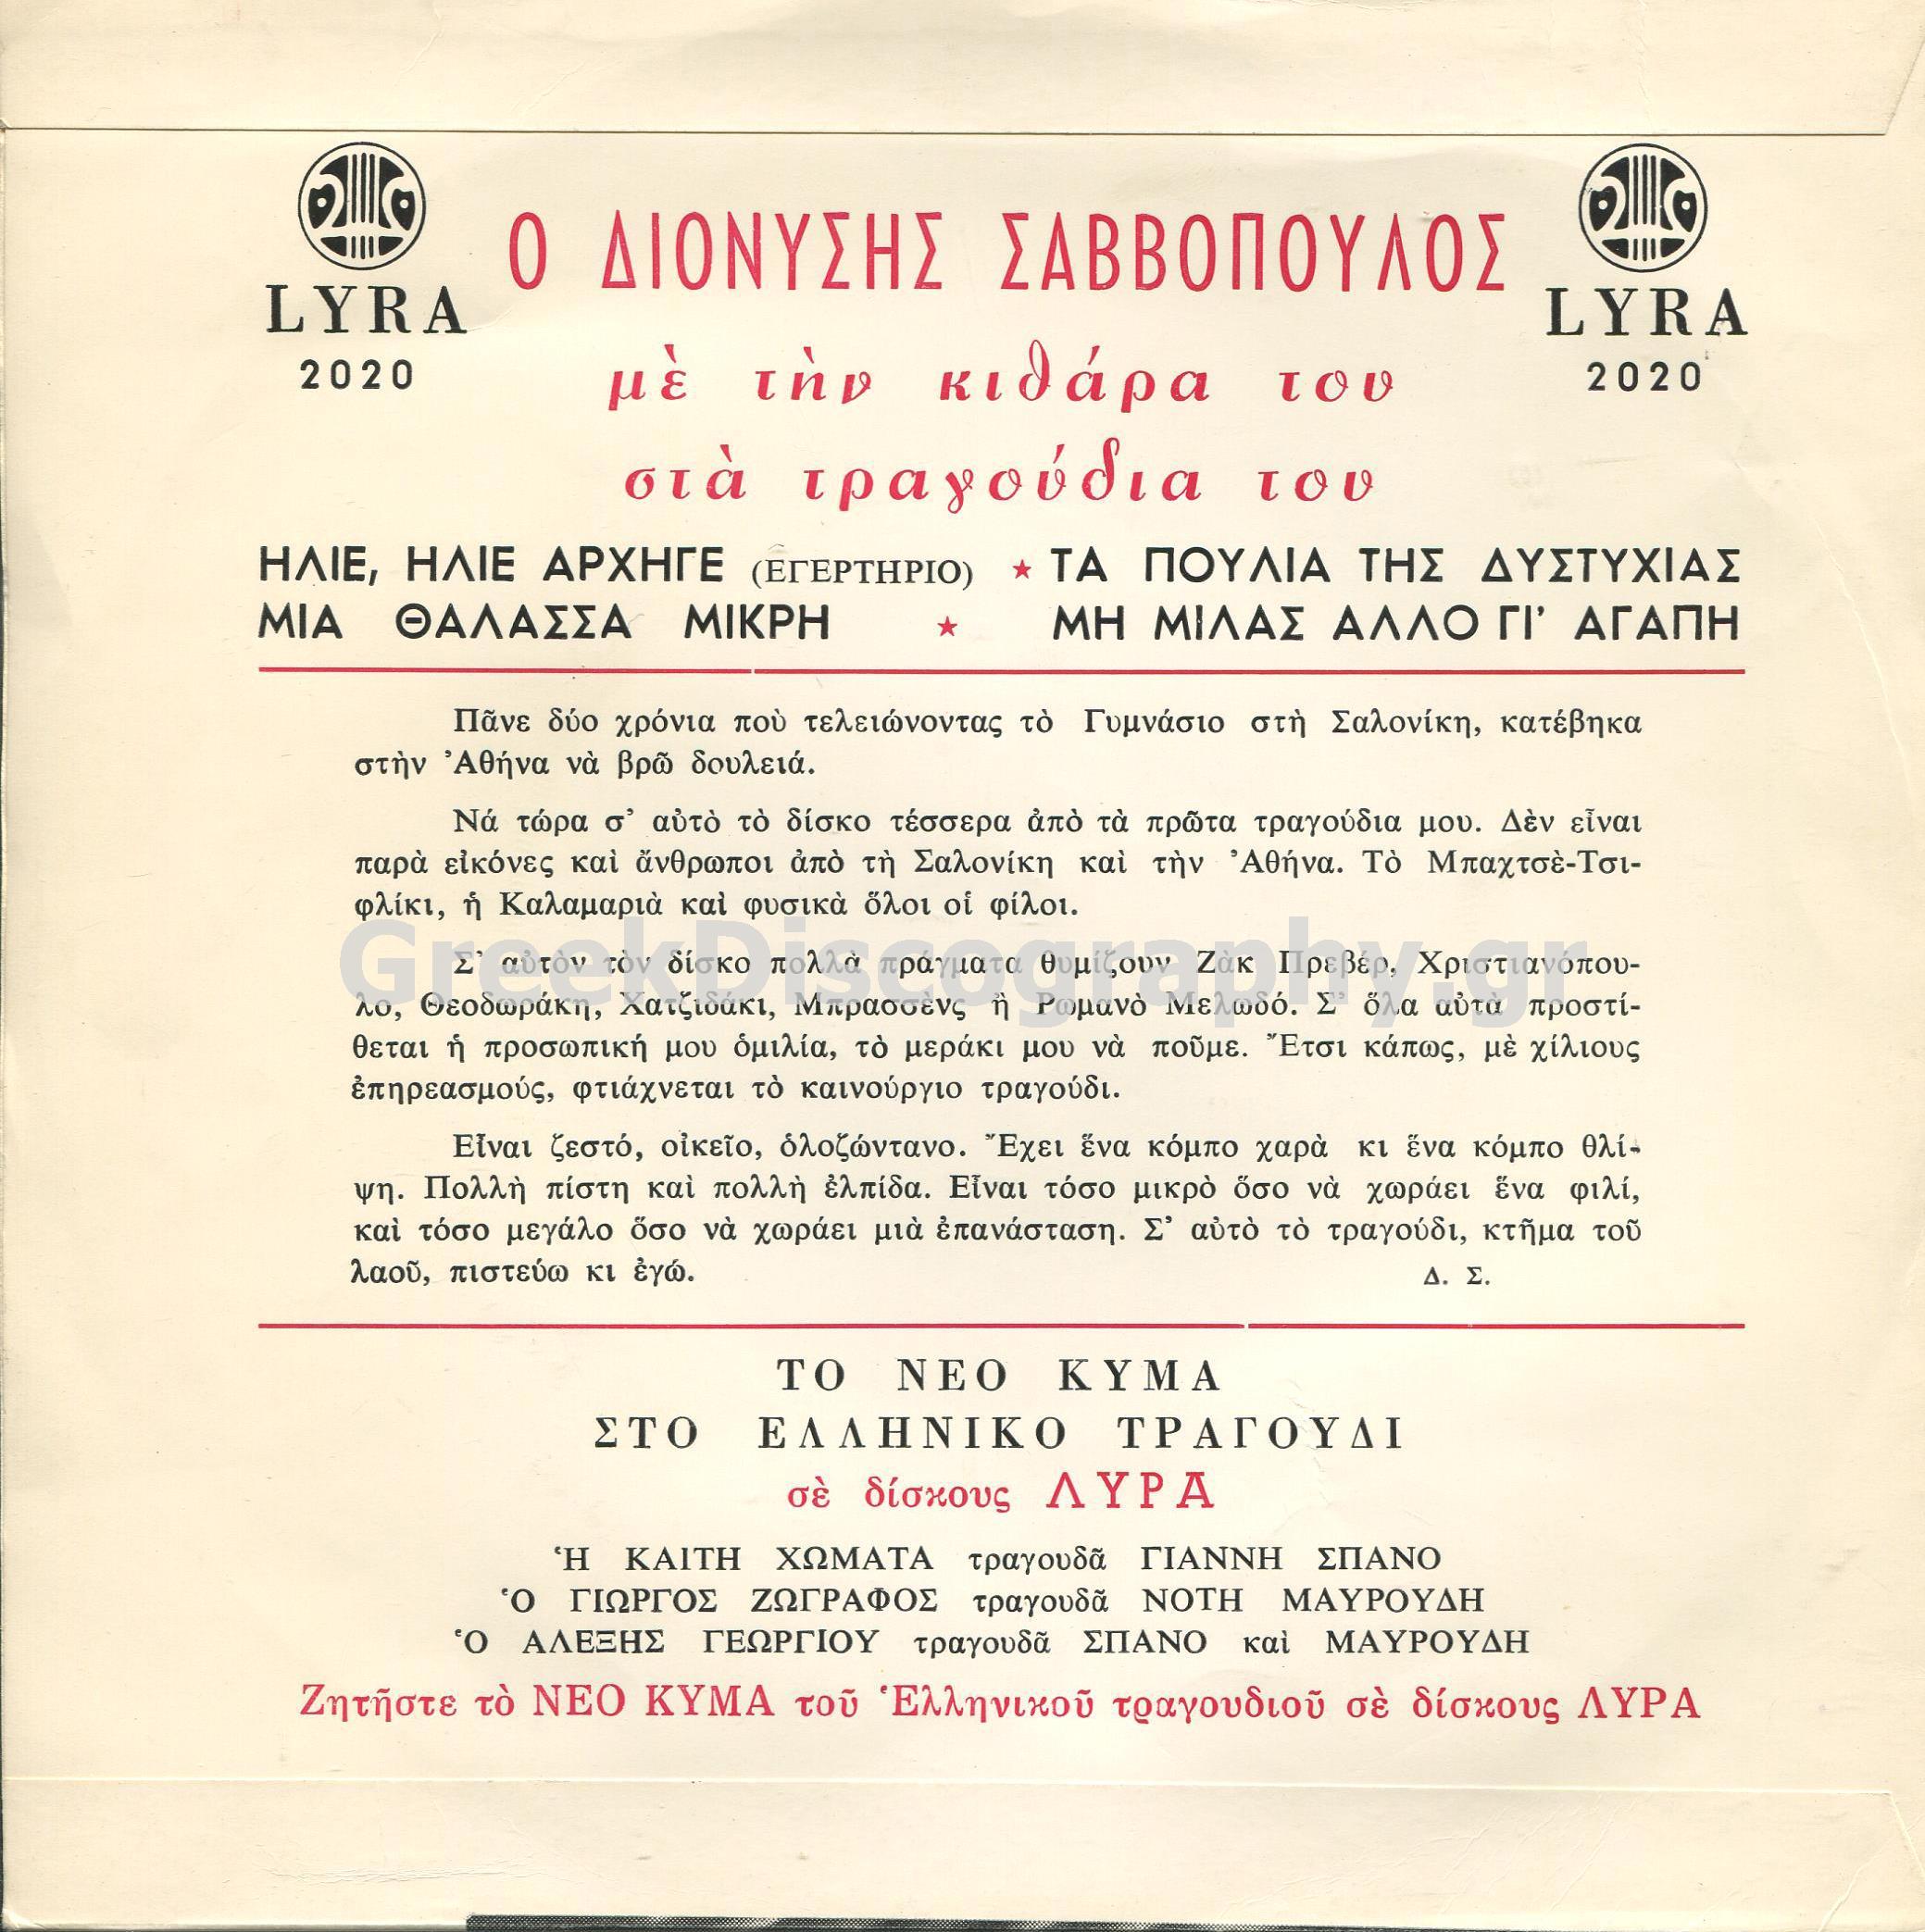 LYRA
2020
Ο ΔΙΟΝΥΣΗΣ ΣΑΒΒΟΠΟΥΛΟΣ
LYRA
2020
μὲ τὴν κιθάρα του
στὰ τραγούδια του
ΗΛΙΕ, ΗΛΙΕ ΑΡΧΗΓΕ (ΕΓΕΡΤΗΡΙΟ) ★ ΤΑ ΠΟΥΛΙΑ ΤΗΣ ΔΥΣΤΥΧΙΑΣ
ΜΙΑ ΘΑΛΑΣΣΑ ΜΙΚΡΗ ★ ΜΗ ΜΙΛΑΣ ΑΛΛΟ ΓΙ' ΑΓΑΠΗ
Πᾶνε δύο χρόνια ποὺ τελειώνοντας τὸ Γυμνάσιο στὴ Σαλονίκη, κατέβηκα
στὴν Ἀθήνα νὰ βρῶ δουλειά.
Νά τώρα σ' αὐτὸ τὸ δίσκο τέσσερα ἀπὸ τὰ πρῶτα τραγούδια μου. Δὲν εἶναι
παρὰ εἰκόνες καὶ ἄνθρωποι ἀπὸ τὴ Σαλονίκη καὶ τὴν Ἀθήνα. Τὸ Μπαχτσὲ-Τσι-
φλίκι, ἡ Καλαμαριὰ καὶ φυσικὰ ὅλοι οἱ φίλοι.
GreekDiscography.gr
Σ' αὐτὸν τὸν δίσκο πολλὰ πράγματα θυμίζουν Ζὰκ Πρεβέρ, Χριστιανόπου-
λο, Θεοδωράκη, Χατζιδάκι, Μπρασσὲνς ἢ Ρωμανὸ Μελωδό. Σ' ὅλα αὐτὰ προστί-
θεται ἡ προσωπική μου ὁμιλία, τὸ μεράκι μου νὰ ποῦμε. Ἔτσι κάπως, μὲ χίλιους
ἐπηρεασμούς, φτιάχνεται τὸ καινούργιο τραγούδι.
Εἶναι ζεστό, οἰκεῖο, ὁλοζώντανο. Ἔχει ἕνα κόμπο χαρὰ κι ἕνα κόμπο θλί-
ψη. Πολλὴ πίστη καὶ πολλὴ ἐλπίδα. Εἶναι τόσο μικρὸ ὅσο νὰ χωράει ἕνα φιλί,
καὶ τόσο μεγάλο ὅσο νὰ χωράει μιὰ ἐπανάσταση. Σ' αὐτὸ τὸ τραγούδι, κτῆμα τοῦ
λαοῦ, πιστεύω κι ἐγώ. Δ. Σ.
ΤΟ ΝΕΟ ΚΥΜΑ
ΣΤΟ ΕΛΛΗΝΙΚΟ ΤΡΑΓΟΥΔΙ
σὲ δίσκους ΛΥΡΑ
Ἡ ΚΑΙΤΗ ΧΩΜΑΤΑ τραγουδᾶ ΓΙΑΝΝΗ ΣΠΑΝΟ
Ὁ ΓΙΩΡΓΟΣ ΖΩΓΡΑΦΟΣ τραγουδᾶ ΝΟΤΗ ΜΑΥΡΟΥΔΗ
Ὁ ΑΛΕΞΗΣ ΓΕΩΡΓΙΟΥ τραγουδᾶ ΣΠΑΝΟ καὶ ΜΑΥΡΟΥΔΗ
Ζητῆστε τὸ ΝΕΟ ΚΥΜΑ τοῦ Ἑλληνικοῦ τραγουδιοῦ σὲ δίσκους ΛΥΡΑ